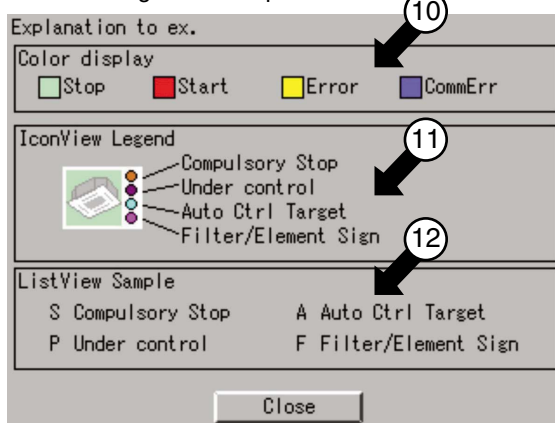 10
Explanation to ex.
Color display
Stop Start Error CommErr
IconView Legend
11
Compulsory Stop
Under control
Auto Ctrl Target
Filter/Element Sign
12
ListView Sample
S Compulsory Stop A Auto Ctrl Target
P Under control F Filter/Element Sign
Close